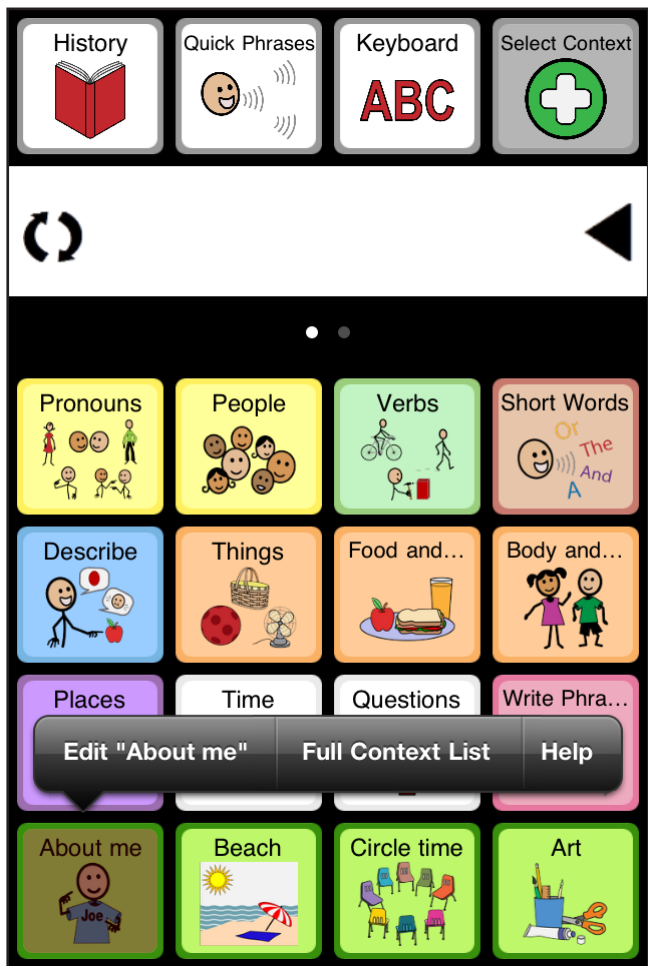 History
Quick Phrases
Keyboard
ABC
Select Context
Pronouns
People
Verbs
Short Words
Or
The
And
A
Describe
Things
Food and...
Body and...
Places
Time
Questions
Write Phra...
Edit "About me"
Full Context List
Help
About me
Joe
Beach
Circle time
Art